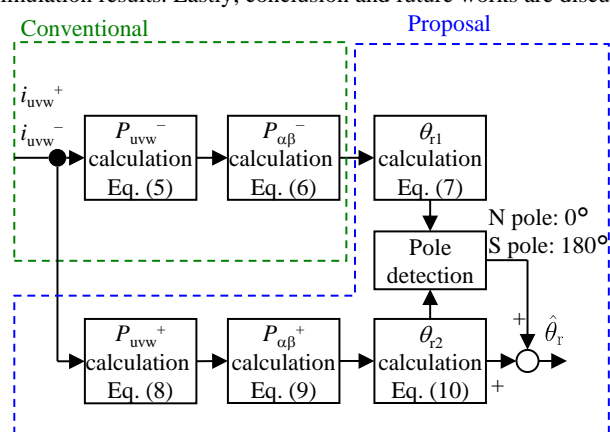 mulation results. Lastly, conclusion and future works are discu
Conventional
Proposal
i_uvw⁺
i_uvw⁻
P_uvw⁻
calculation
Eq. (5)
P_αβ⁻
calculation
Eq. (6)
θ_r1
calculation
Eq. (7)
N pole: 0°
S pole: 180°
Pole
detection
P_uvw⁺
calculation
Eq. (8)
P_αβ⁺
calculation
Eq. (9)
θ_r2
calculation
Eq. (10)
+
+
θ̂_r